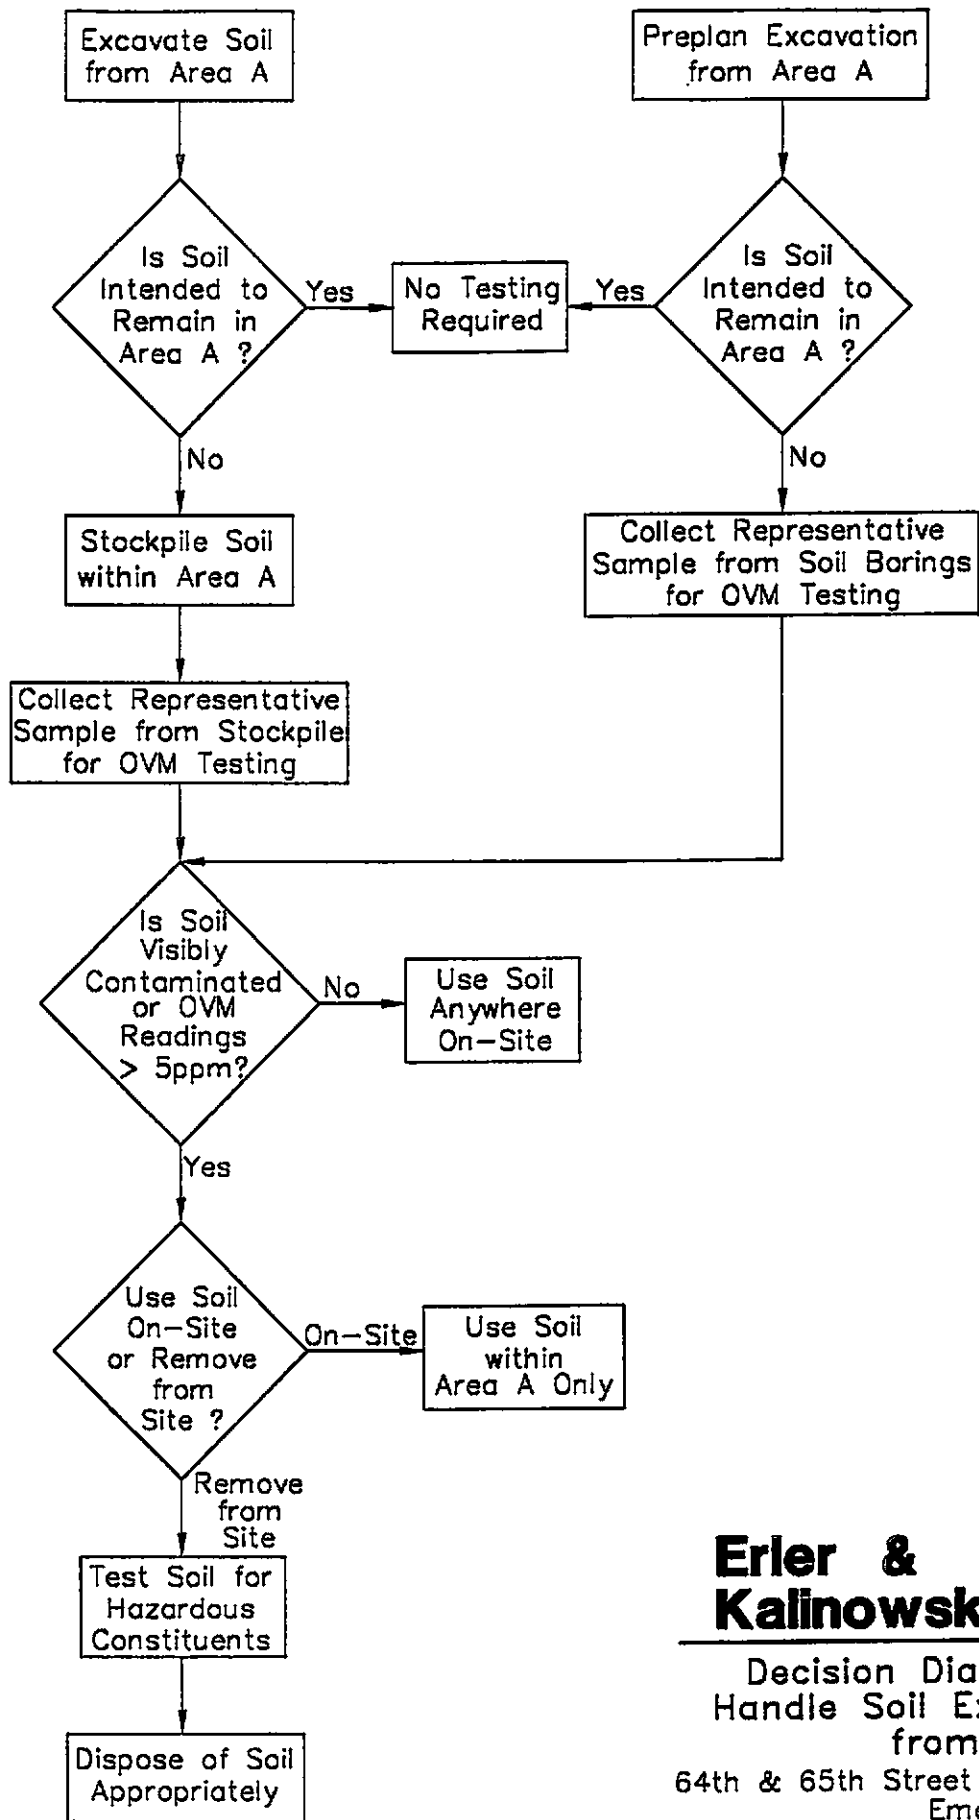 Excavate Soil
from Area A
Preplan Excavation
from Area A
Is Soil
Intended to
Remain in
Area A ?
Yes
No Testing
Required
Yes
Is Soil
Intended to
Remain in
Area A ?
No
No
Stockpile Soil
within Area A
Collect Representative
Sample from Soil Borings
for OVM Testing
Collect Representative
Sample from Stockpile
for OVM Testing
Is Soil
Visibly
Contaminated
or OVM
Readings
> 5ppm?
No
Use Soil
Anywhere
On-Site
Yes
Use Soil
On-Site
or Remove
from
Site ?
On-Site
Use Soil
within
Area A Only
Remove
from
Site
Test Soil for
Hazardous
Constituents
Dispose of Soil
Appropriately
Erler &
Kalinowsk
Decision Dia
Handle Soil Ex
from
64th & 65th Street
Eme